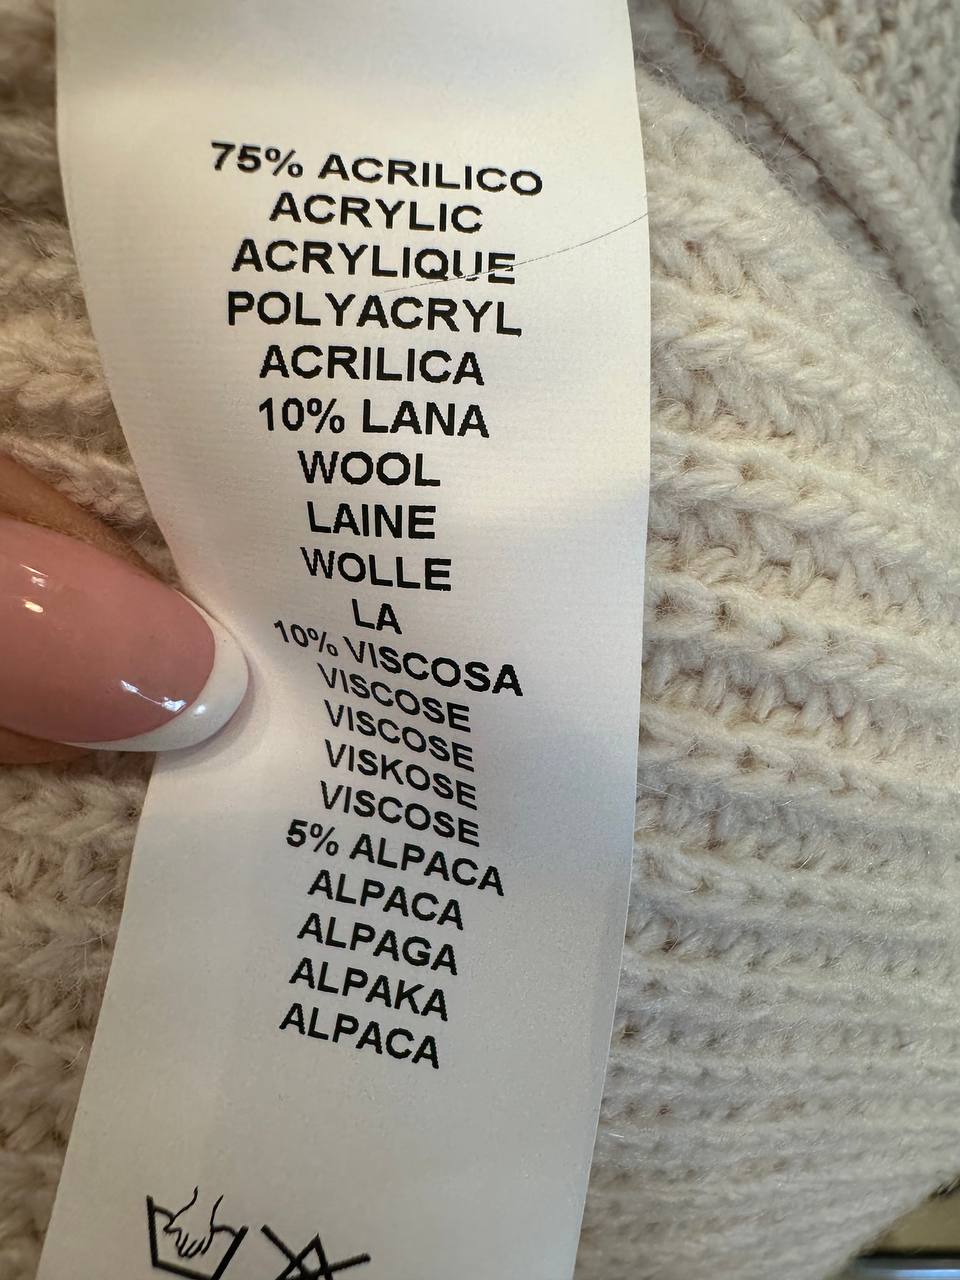 75% ACRILICO
ACRYLIC
ACRYLIQUE
POLYACRYL
ACRILICA
10% LANA
WOOL
LAINE
WOLLE
LA
10% VISCOSA
VISCOSE
VISCOSE
VISKOSE
VISCOSE
5% ALPACA
ALPACA
ALPAGA
ALPAKA
ALPACA